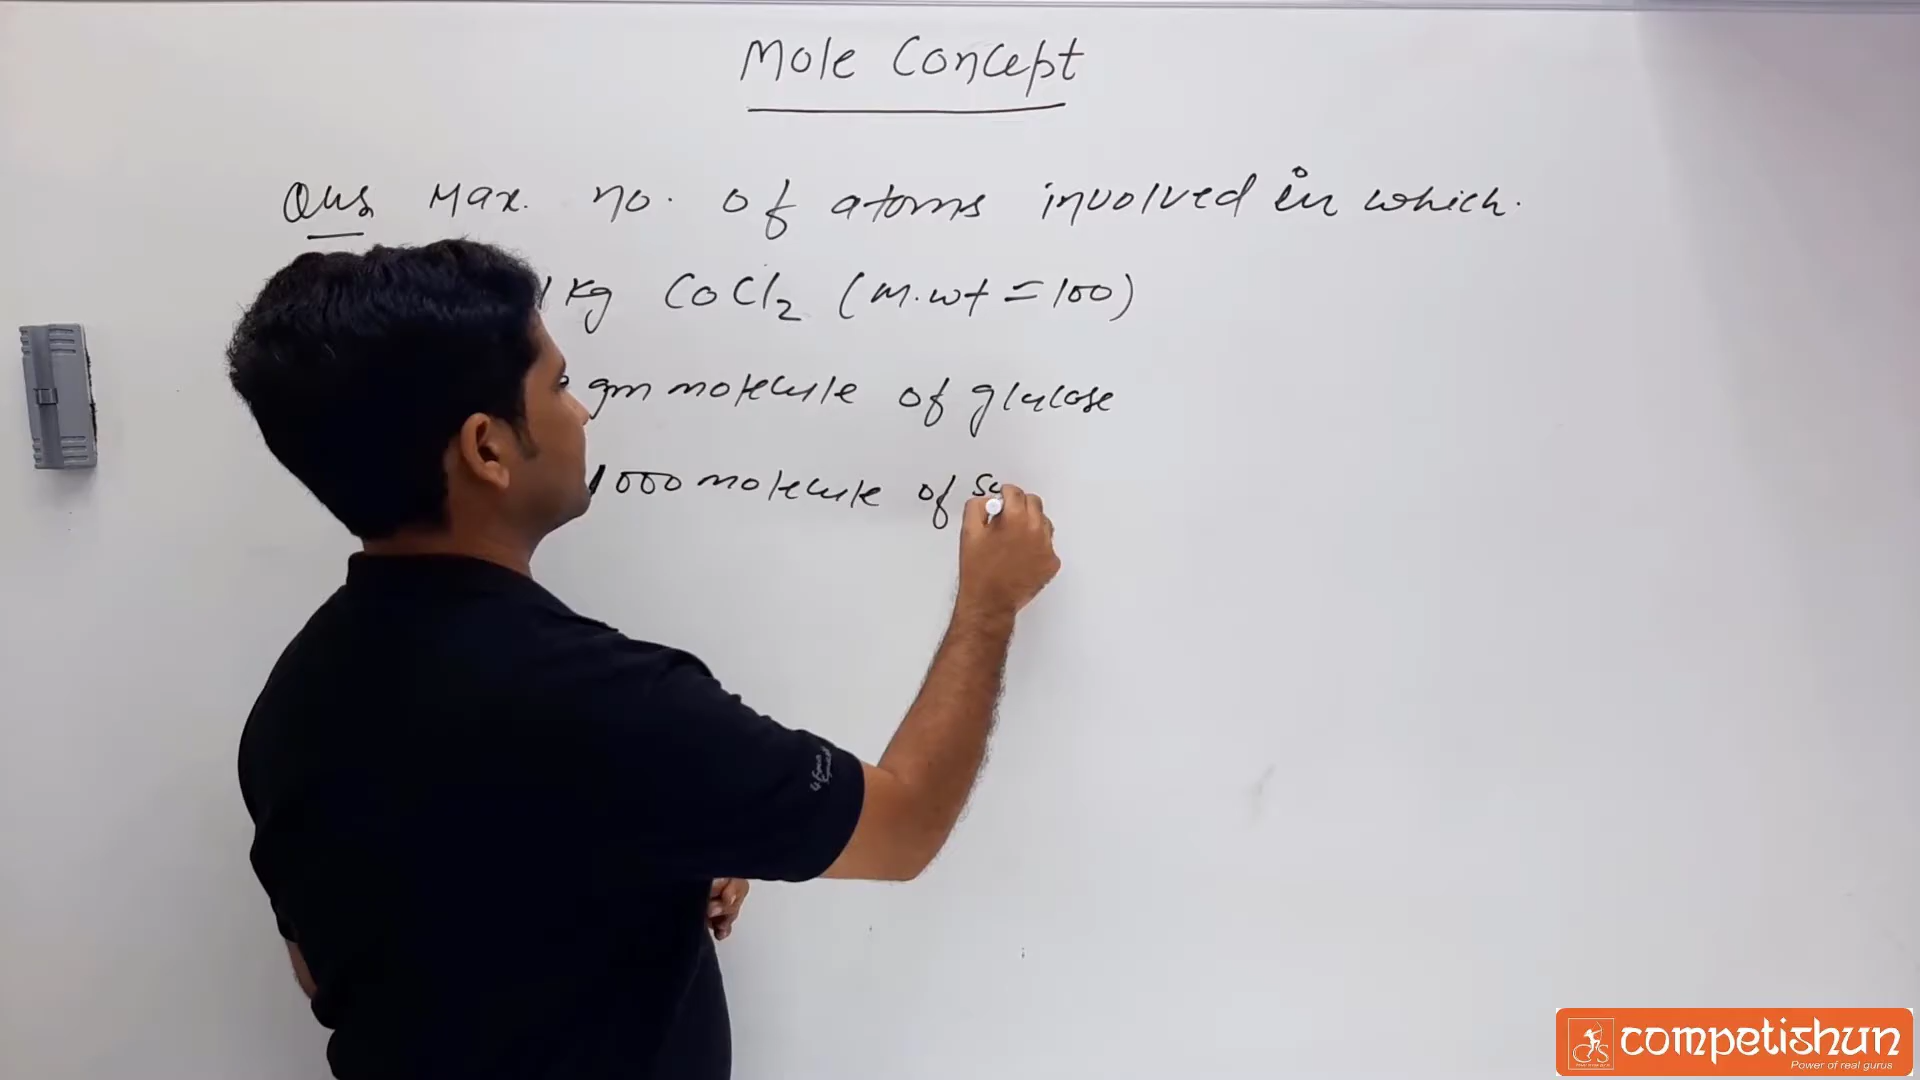 Mole Concept
Ques Max. no. of atoms involved in which.
1 kg CoCl2 (M.wt = 100)
gm molecule of glucose
1000 molecule of
competishun
Power of real gurus